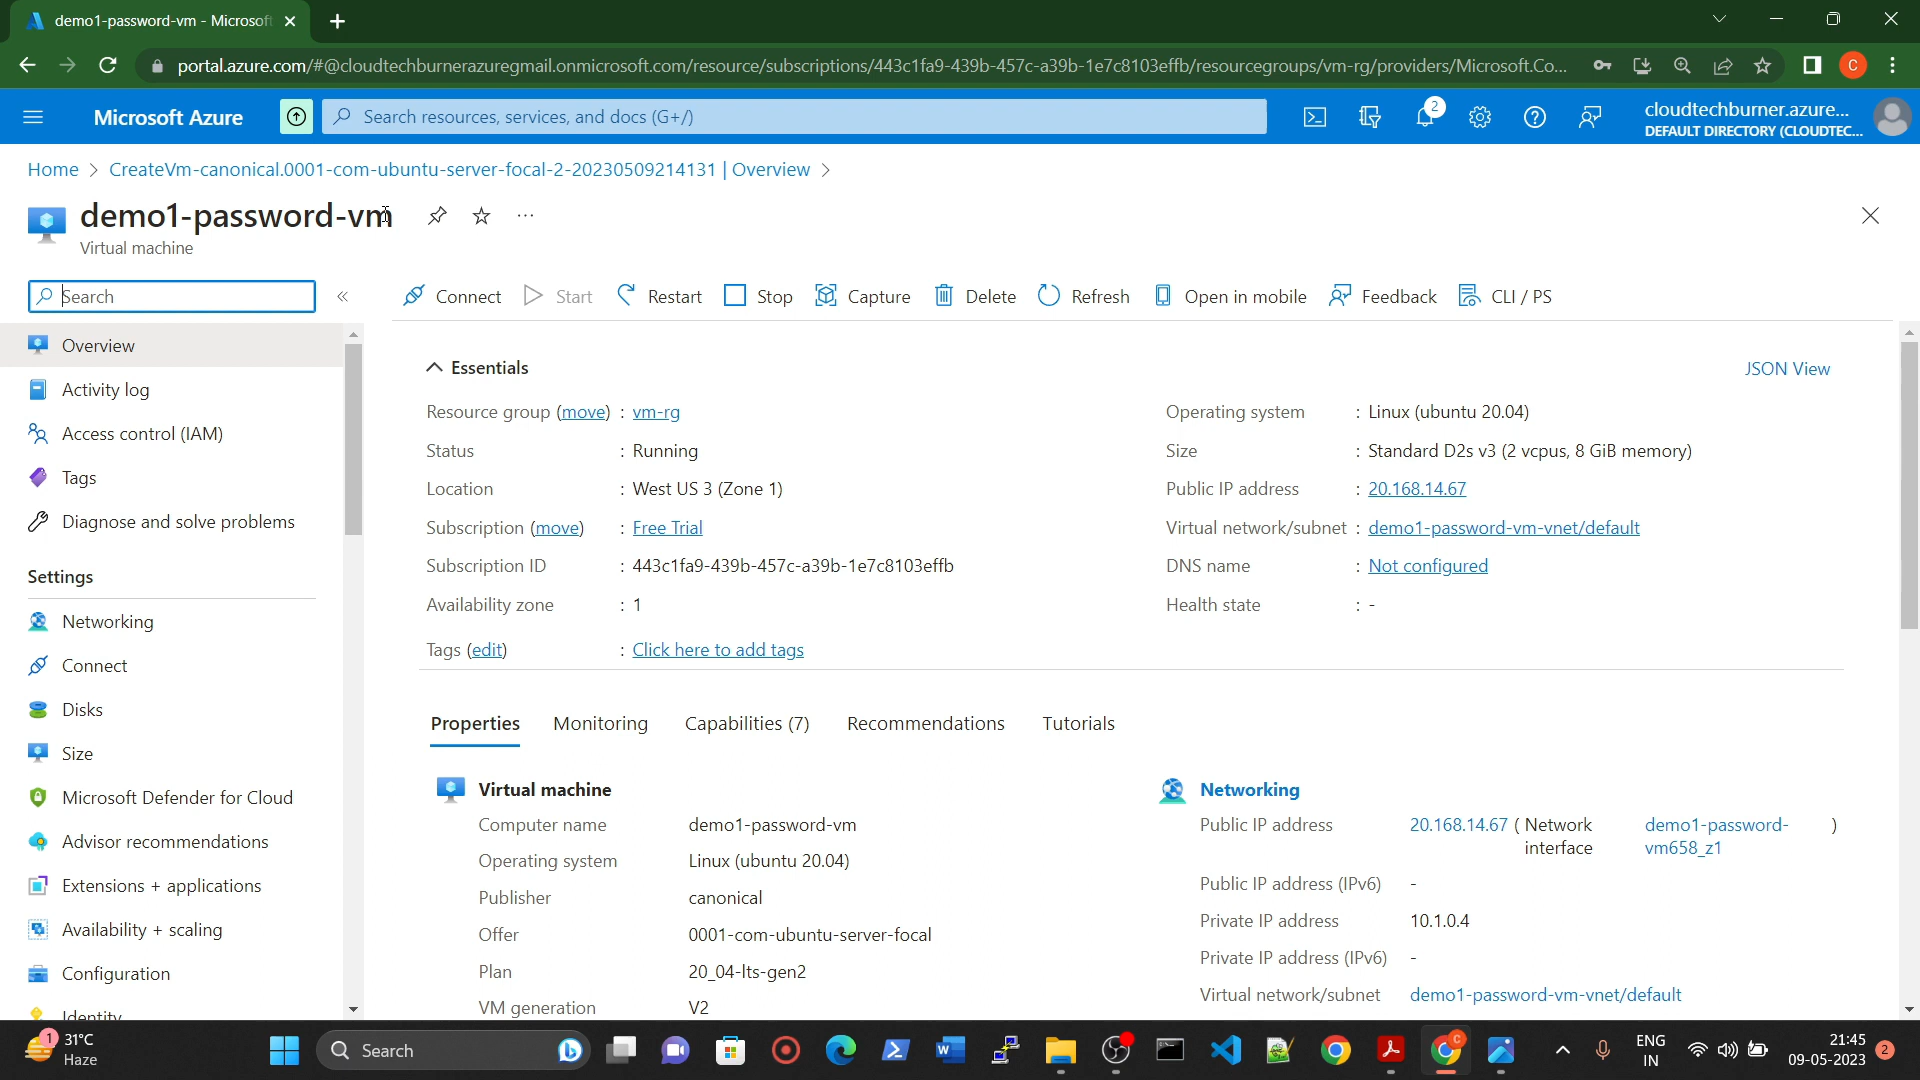 demo1-password-vm - Microsoft
portal.azure.com/#@cloudtechburnerazuregmail.onmicrosoft.com/resource/subscriptions/443c1fa9-439b-457c-a39b-1e7c8103effb/resourcegroups/vm-rg/providers/Microsoft.Co...
C
Microsoft Azure
Search resources, services, and docs (G+/)
2
cloudtechburner.azure...
DEFAULT DIRECTORY (CLOUDTEC...
Home > CreateVm-canonical.0001-com-ubuntu-server-focal-2-20230509214131 | Overview >
demo1-password-vm
...
Virtual machine
Search
«
Connect
Start
Restart
Stop
Capture
Delete
Refresh
Open in mobile
Feedback
CLI / PS
Overview
Activity log
Access control (IAM)
Tags
Diagnose and solve problems
Settings
Networking
Connect
Disks
Size
Microsoft Defender for Cloud
Advisor recommendations
Extensions + applications
Availability + scaling
Configuration
Identity
Essentials
JSON View
Resource group (move) : vm-rg
Status : Running
Location : West US 3 (Zone 1)
Subscription (move) : Free Trial
Subscription ID : 443c1fa9-439b-457c-a39b-1e7c8103effb
Availability zone : 1
Tags (edit) : Click here to add tags
Operating system : Linux (ubuntu 20.04)
Size : Standard D2s v3 (2 vcpus, 8 GiB memory)
Public IP address : 20.168.14.67
Virtual network/subnet : demo1-password-vm-vnet/default
DNS name : Not configured
Health state : -
Properties
Monitoring
Capabilities (7)
Recommendations
Tutorials
Virtual machine
Computer name demo1-password-vm
Operating system Linux (ubuntu 20.04)
Publisher canonical
Offer 0001-com-ubuntu-server-focal
Plan 20_04-lts-gen2
VM generation V2
Networking
Public IP address 20.168.14.67 ( Network demo1-password- )
interface vm658_z1
Public IP address (IPv6) -
Private IP address 10.1.0.4
Private IP address (IPv6) -
Virtual network/subnet demo1-password-vm-vnet/default
1
31°C
Haze
Search
C
ENG
IN
21:45
09-05-2023
2